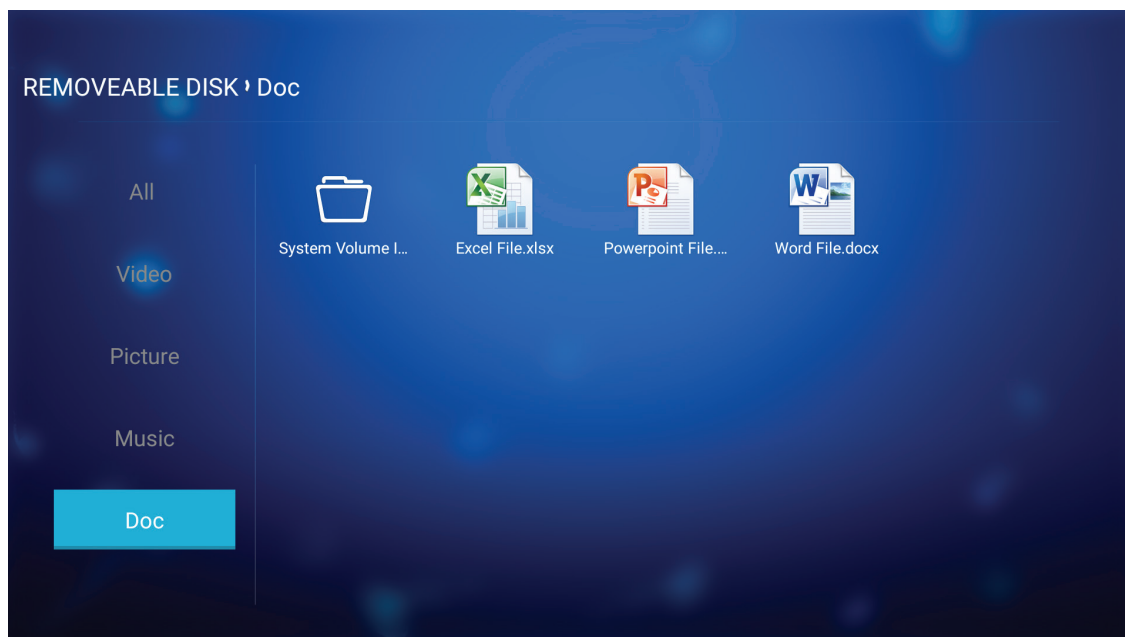 REMOVEABLE DISK › Doc
All
Video
Picture
Music
Doc
System Volume I...
Excel File.xlsx
Powerpoint File....
Word File.docx